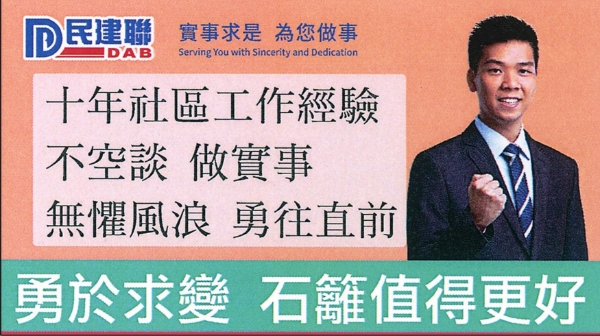 民建聯
DAB
實事求是 為您做事
Serving You with Sincerity and Dedication
十年社區工作經驗
不空談 做實事
無懼風浪 勇往直前
勇於求變 石籬值得更好